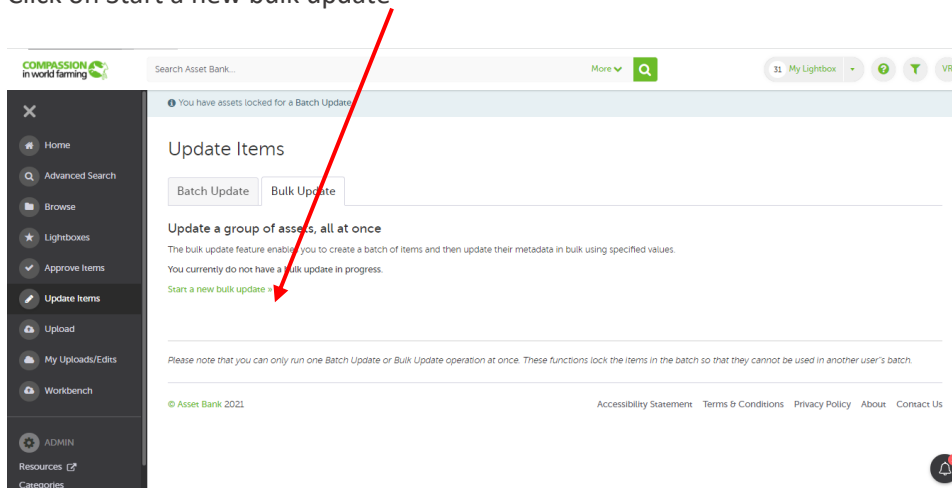 Click on Start a new bulk update
COMPASSION
in world farming
Search Asset Bank...
More
31 My Lightbox
VR
You have assets locked for a Batch Update
Home
Advanced Search
Browse
Lightboxes
Approve Items
Update Items
Upload
My Uploads/Edits
Workbench
ADMIN
Resources
Categories
Update Items
Batch Update
Bulk Update
Update a group of assets, all at once
The bulk update feature enables you to create a batch of items and then update their metadata in bulk using specified values.
You currently do not have a bulk update in progress.
Start a new bulk update »
Please note that you can only run one Batch Update or Bulk Update operation at once. These functions lock the items in the batch so that they cannot be used in another user's batch.
© Asset Bank 2021
Accessibility Statement Terms & Conditions Privacy Policy About Contact Us